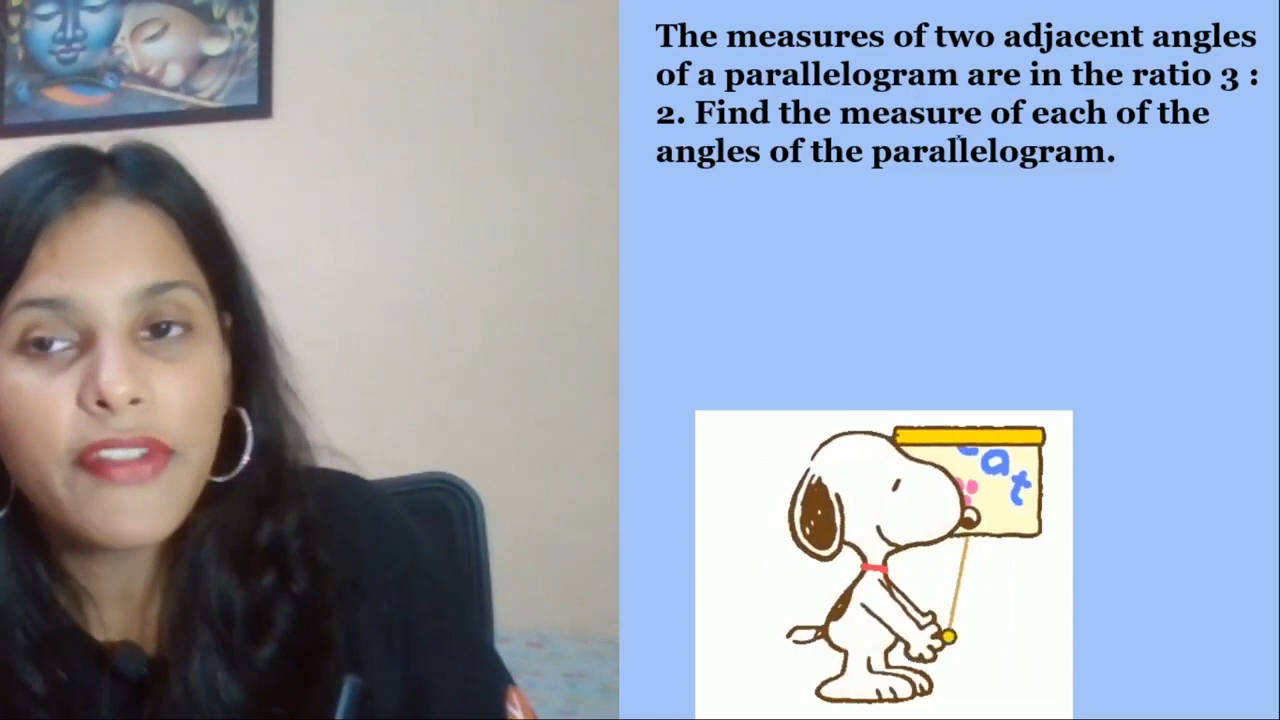 The measures of two adjacent angles
of a parallelogram are in the ratio 3 :
2. Find the measure of each of the
angles of the parallelogram.
at